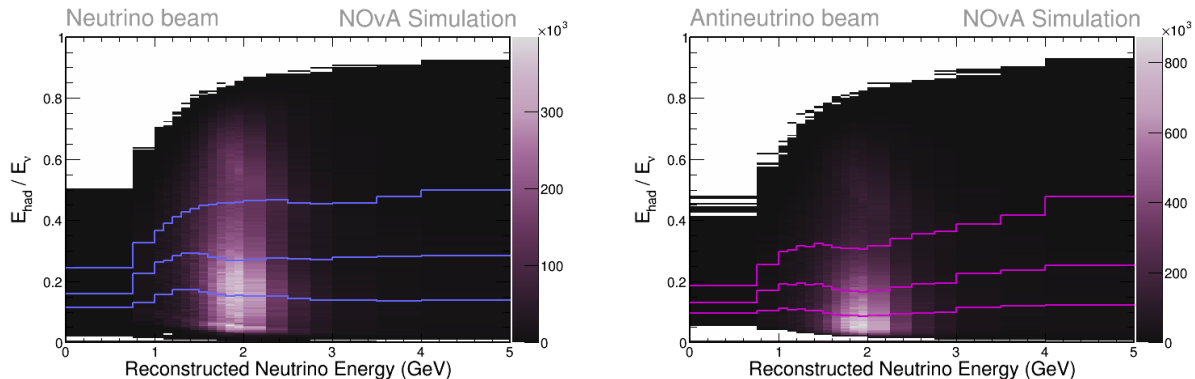 Neutrino beam NOvA Simulation
×10³
1
0.8
0.6
0.4
0.2
0
E_had / E_ν
0 1 2 3 4 5
Reconstructed Neutrino Energy (GeV)
300
200
100
0
Antineutrino beam NOvA Simulation
×10³
1
0.8
0.6
0.4
0.2
0
E_had / E_ν
0 1 2 3 4 5
Reconstructed Neutrino Energy (GeV)
800
600
400
200
0